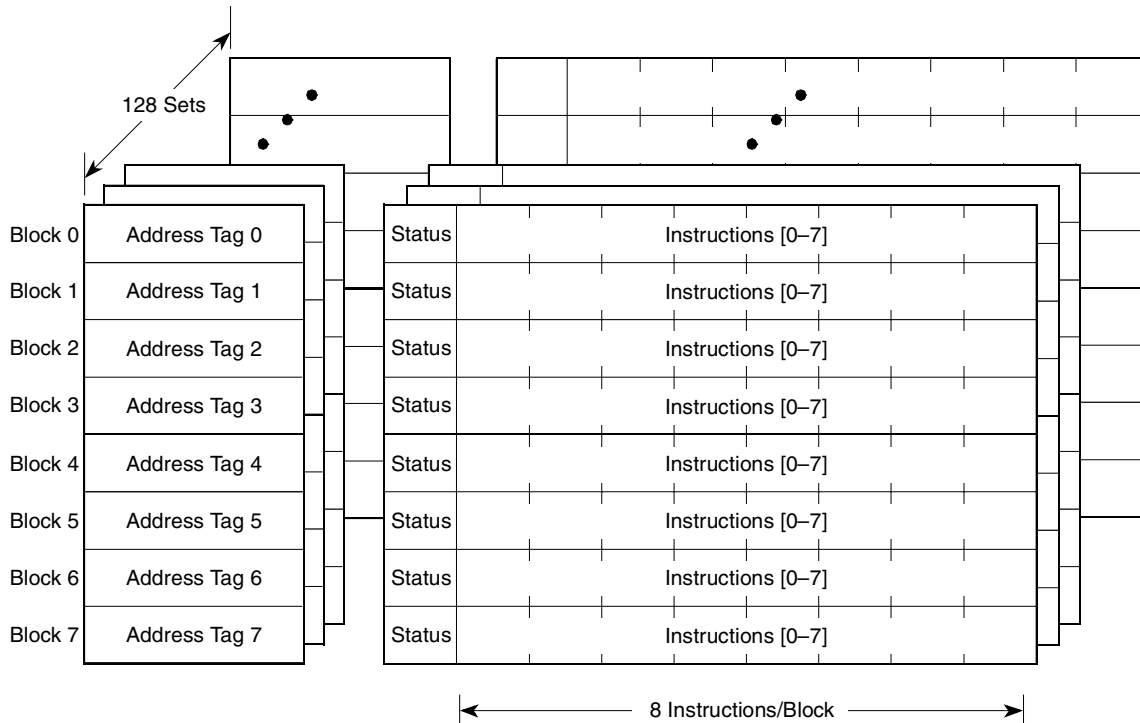 128 Sets
Block 0 Address Tag 0 Status Instructions [0–7]
Block 1 Address Tag 1 Status Instructions [0–7]
Block 2 Address Tag 2 Status Instructions [0–7]
Block 3 Address Tag 3 Status Instructions [0–7]
Block 4 Address Tag 4 Status Instructions [0–7]
Block 5 Address Tag 5 Status Instructions [0–7]
Block 6 Address Tag 6 Status Instructions [0–7]
Block 7 Address Tag 7 Status Instructions [0–7]
8 Instructions/Block